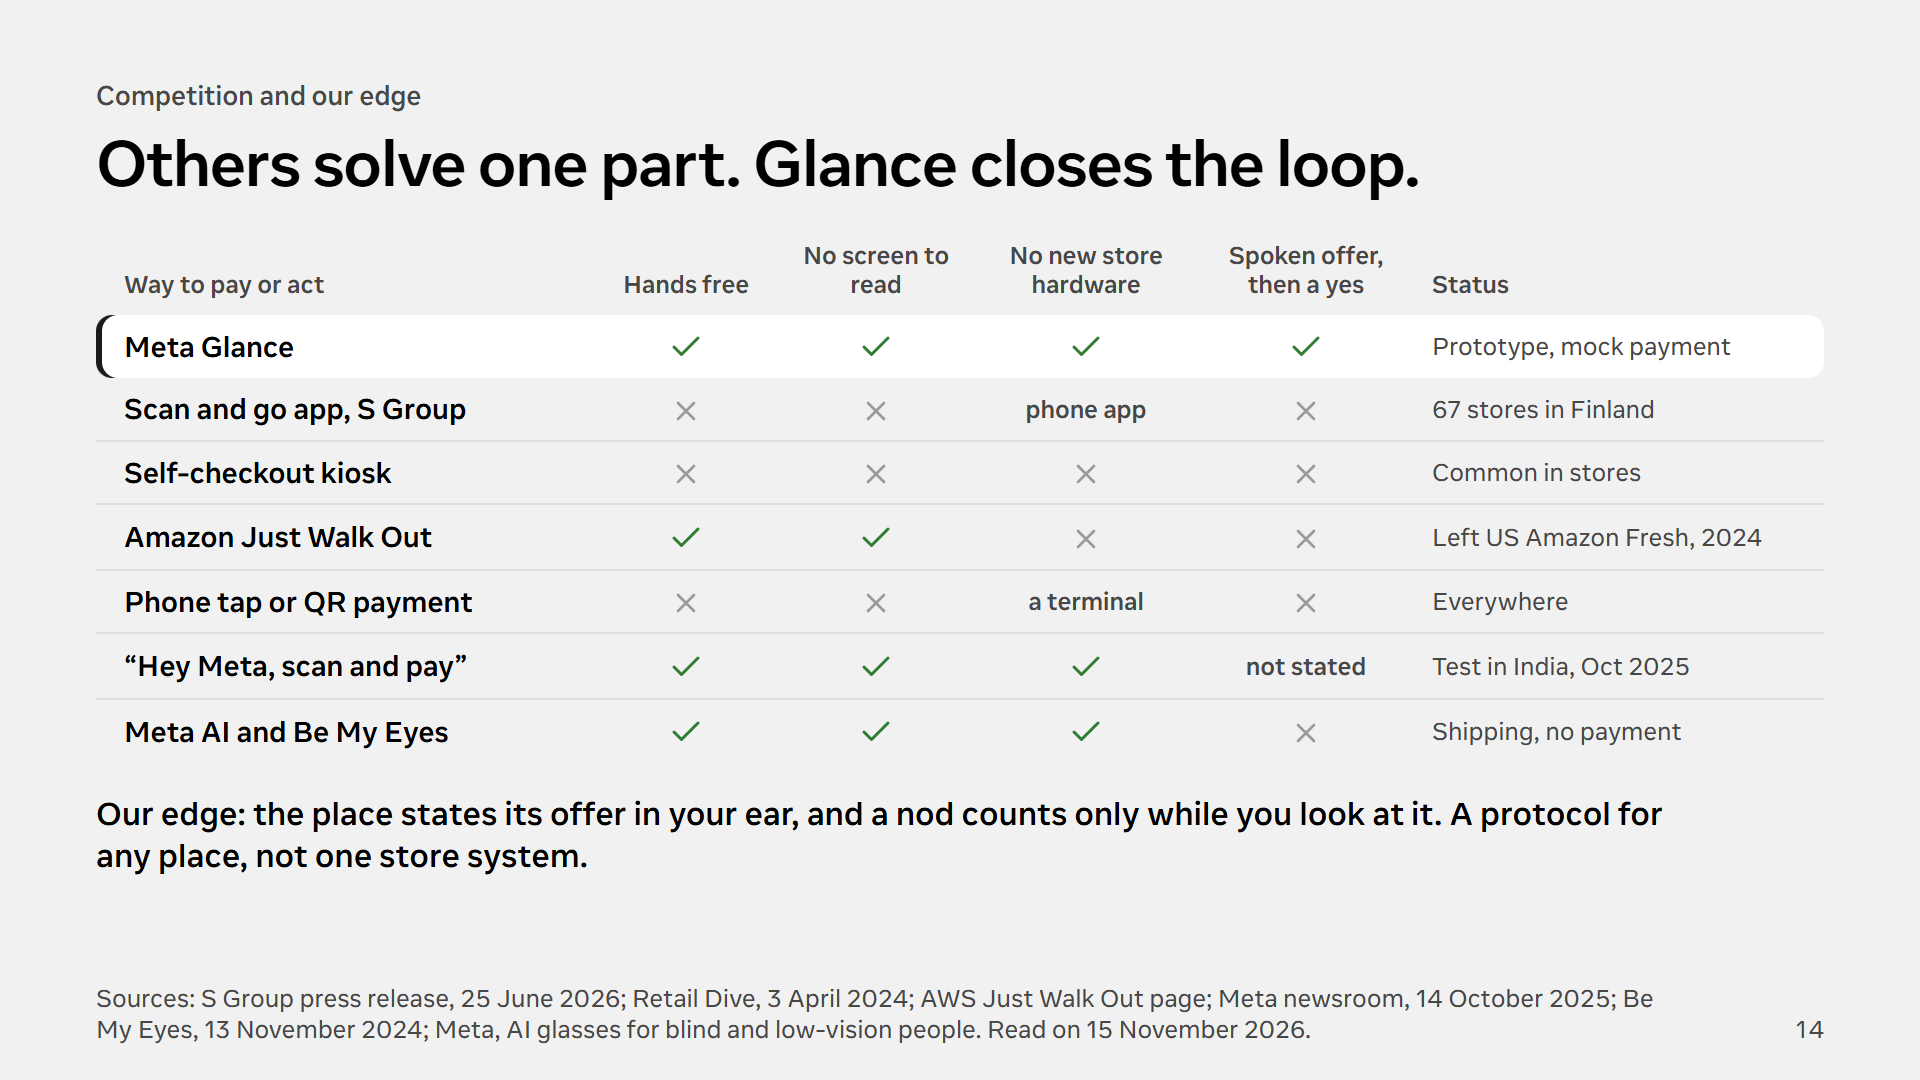 Competition and our edge
Others solve one part. Glance closes the loop.
Way to pay or act
Hands free
No screen to
read
No new store
hardware
Spoken offer,
then a yes
Status
Meta Glance
Prototype, mock payment
Scan and go app, S Group
phone app
67 stores in Finland
Self-checkout kiosk
Common in stores
Amazon Just Walk Out
Left US Amazon Fresh, 2024
Phone tap or QR payment
a terminal
Everywhere
“Hey Meta, scan and pay”
not stated
Test in India, Oct 2025
Meta AI and Be My Eyes
Shipping, no payment
Our edge: the place states its offer in your ear, and a nod counts only while you look at it. A protocol for
any place, not one store system.
Sources: S Group press release, 25 June 2026; Retail Dive, 3 April 2024; AWS Just Walk Out page; Meta newsroom, 14 October 2025; Be
My Eyes, 13 November 2024; Meta, AI glasses for blind and low-vision people. Read on 15 November 2026.
14